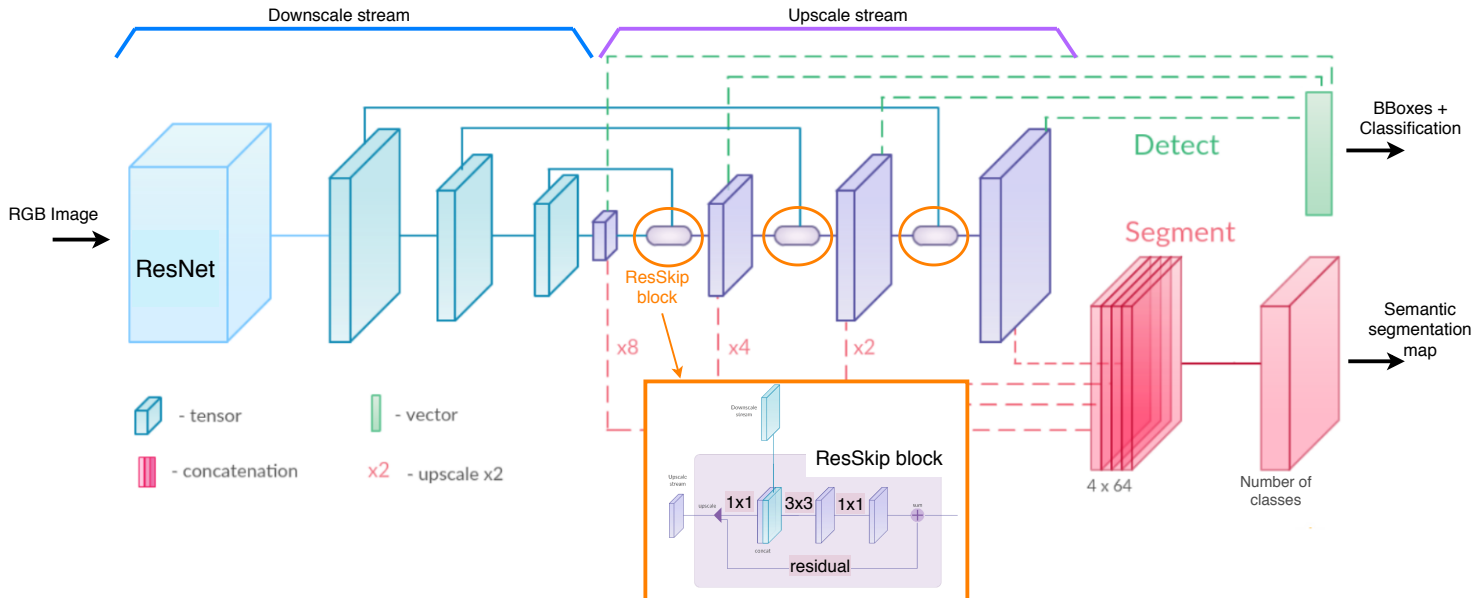 Downscale stream
Upscale stream
BBoxes +
Classification
Detect
RGB Image
ResNet
Segment
ResSkip
block
Semantic
segmentation
map
x8
x4
x2
- tensor
- vector
- concatenation
x2 - upscale x2
Downscale
stream
ResSkip block
Upscale
stream
upscale
1x1
3x3
1x1
sum
concat
residual
4 x 64
Number of
classes